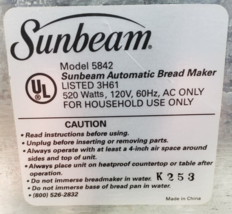 Sunbeam®
Model 5842
Sunbeam Automatic Bread Maker
UL
®
LISTED 3H61
520 Watts, 120V, 60Hz, AC ONLY
FOR HOUSEHOLD USE ONLY
CAUTION
• Read instructions before using.
• Unplug before inserting or removing parts.
• Always operate with at least a 4-inch air space around
sides and top of unit.
• Always place unit on heatproof countertop or table after
operation.
• Do not immerse breadmaker in water. K253
• Do not immerse base of bread pan in water.
• (800) 526-2832
Made in China